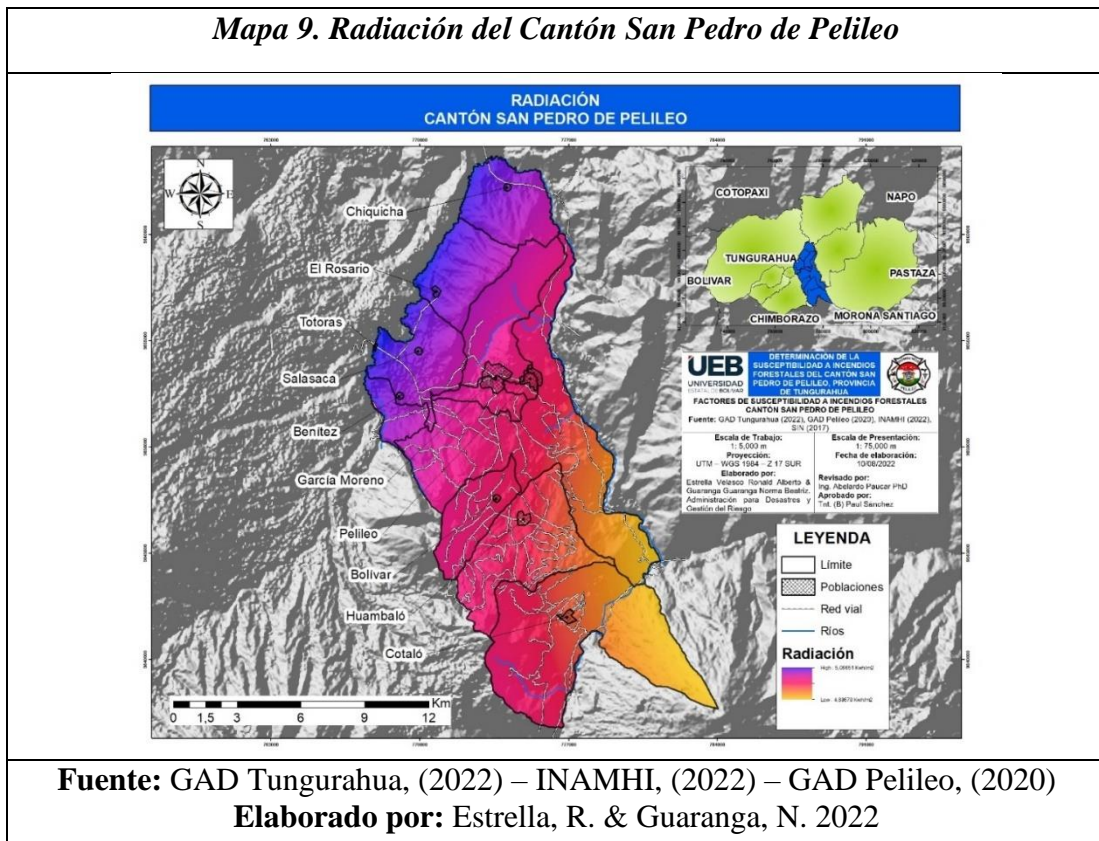 Mapa 9. Radiación del Cantón San Pedro de Pelileo
RADIACIÓN
CANTÓN SAN PEDRO DE PELILEO
N
W E
S
Chiquicha
El Rosario
Totoras
Salasaca
Benítez
García Moreno
Pelileo
Bolívar
Huambaló
Cotaló
Km
0 1,5 3 6 9 12
COTOPAXI
NAPO
TUNGURAHUA
BOLIVAR
PASTAZA
CHIMBORAZO
MORONA SANTIAGO
UEB
UNIVERSIDAD
ESTATAL DE BOLÍVAR
DETERMINACIÓN DE LA
SUSCEPTIBILIDAD A INCENDIOS
FORESTALES DEL CANTÓN SAN
PEDRO DE PELILEO, PROVINCIA
DE TUNGURAHUA
FACTORES DE SUSCEPTIBILIDAD A INCENDIOS FORESTALES
CANTÓN SAN PEDRO DE PELILEO
Fuente: GAD Tungurahua (2022), GAD Pelileo (2020), INAMHI (2022),
SIN (2017)
Escala de Trabajo:
1: 5,000 m
Proyección:
UTM – WGS 1984 – Z 17 SUR
Elaborado por:
Estrella Velasco Ronald Alberto &
Guaranga Guaranga Norma Beatriz.
Administración para Desastres y
Gestión del Riesgo
Escala de Presentación:
1: 75,000 m
Fecha de elaboración:
10/08/2022
Revisado por:
Ing. Abelardo Paucar PhD
Aprobado por:
Tnt. (B) Paul Sánchez
LEYENDA
Límite
Poblaciones
Red vial
Ríos
Radiación
Fuente: GAD Tungurahua, (2022) – INAMHI, (2022) – GAD Pelileo, (2020)
Elaborado por: Estrella, R. & Guaranga, N. 2022